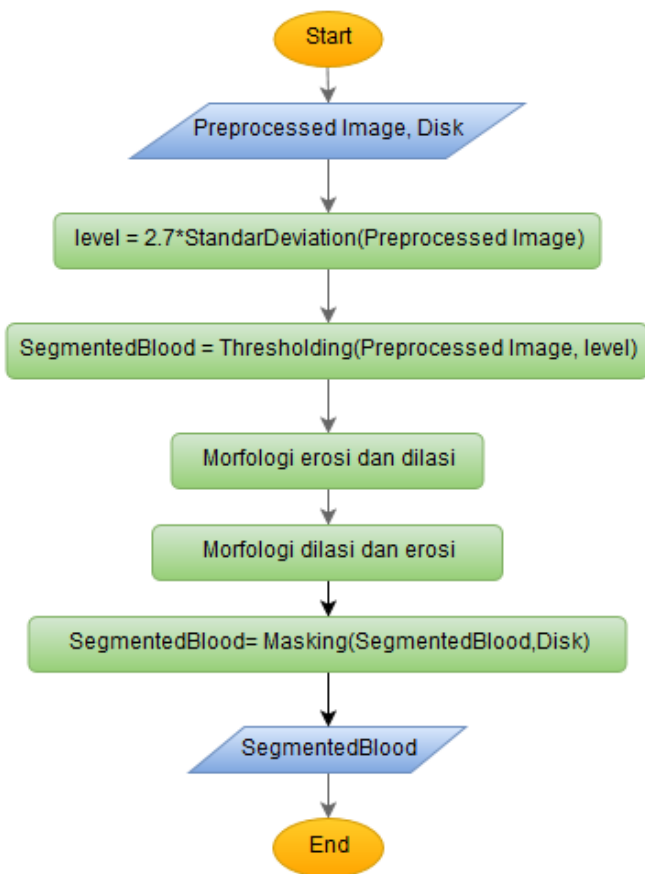 Start
Preprocessed Image, Disk
level = 2.7*StandarDeviation(Preprocessed Image)
SegmentedBlood = Thresholding(Preprocessed Image, level)
Morfologi erosi dan dilasi
Morfologi dilasi dan erosi
SegmentedBlood= Masking(SegmentedBlood,Disk)
SegmentedBlood
End